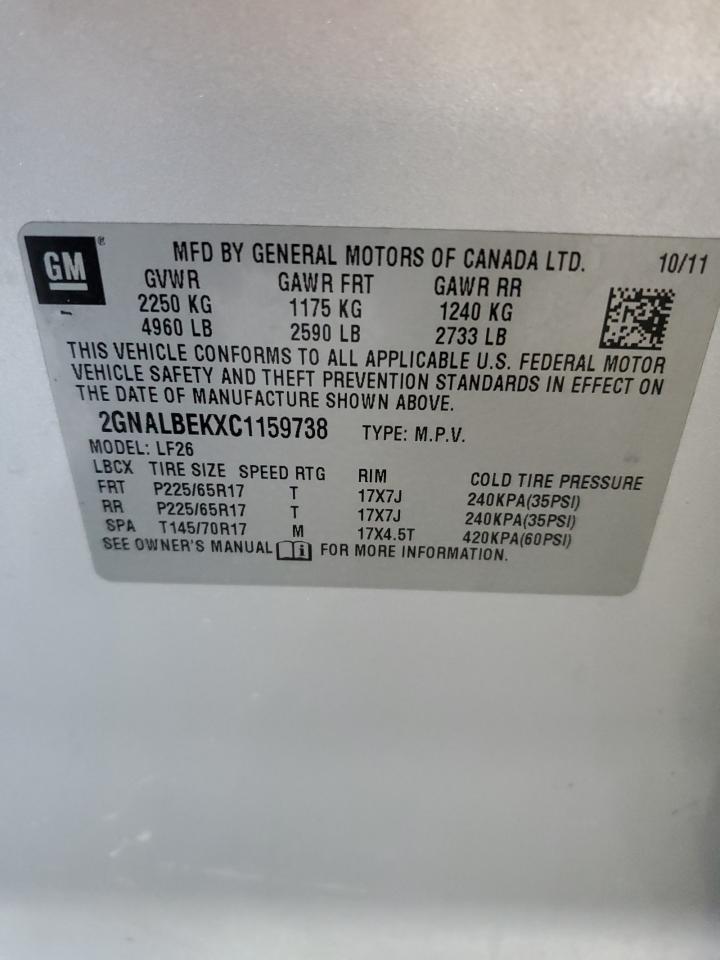 GM® MFD BY GENERAL MOTORS OF CANADA LTD. 10/11
GVWR GAWR FRT GAWR RR
2250 KG 1175 KG 1240 KG
4960 LB 2590 LB 2733 LB
THIS VEHICLE CONFORMS TO ALL APPLICABLE U.S. FEDERAL MOTOR
VEHICLE SAFETY AND THEFT PREVENTION STANDARDS IN EFFECT ON
THE DATE OF MANUFACTURE SHOWN ABOVE.
2GNALBEKXC1159738 TYPE: M.P.V.
MODEL: LF26
LBCX TIRE SIZE SPEED RTG RIM COLD TIRE PRESSURE
FRT P225/65R17 T 17X7J 240KPA(35PSI)
RR P225/65R17 T 17X7J 240KPA(35PSI)
SPA T145/70R17 M 17X4.5T 420KPA(60PSI)
SEE OWNER'S MANUAL i FOR MORE INFORMATION.